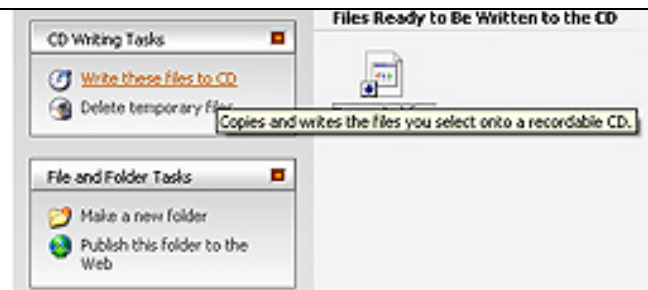 CD Writing Tasks
Write these files to CD
Delete temporary files
File and Folder Tasks
Make a new folder
Publish this folder to the
Web
Files Ready to Be Written to the CD
Copies and writes the files you select onto a recordable CD.